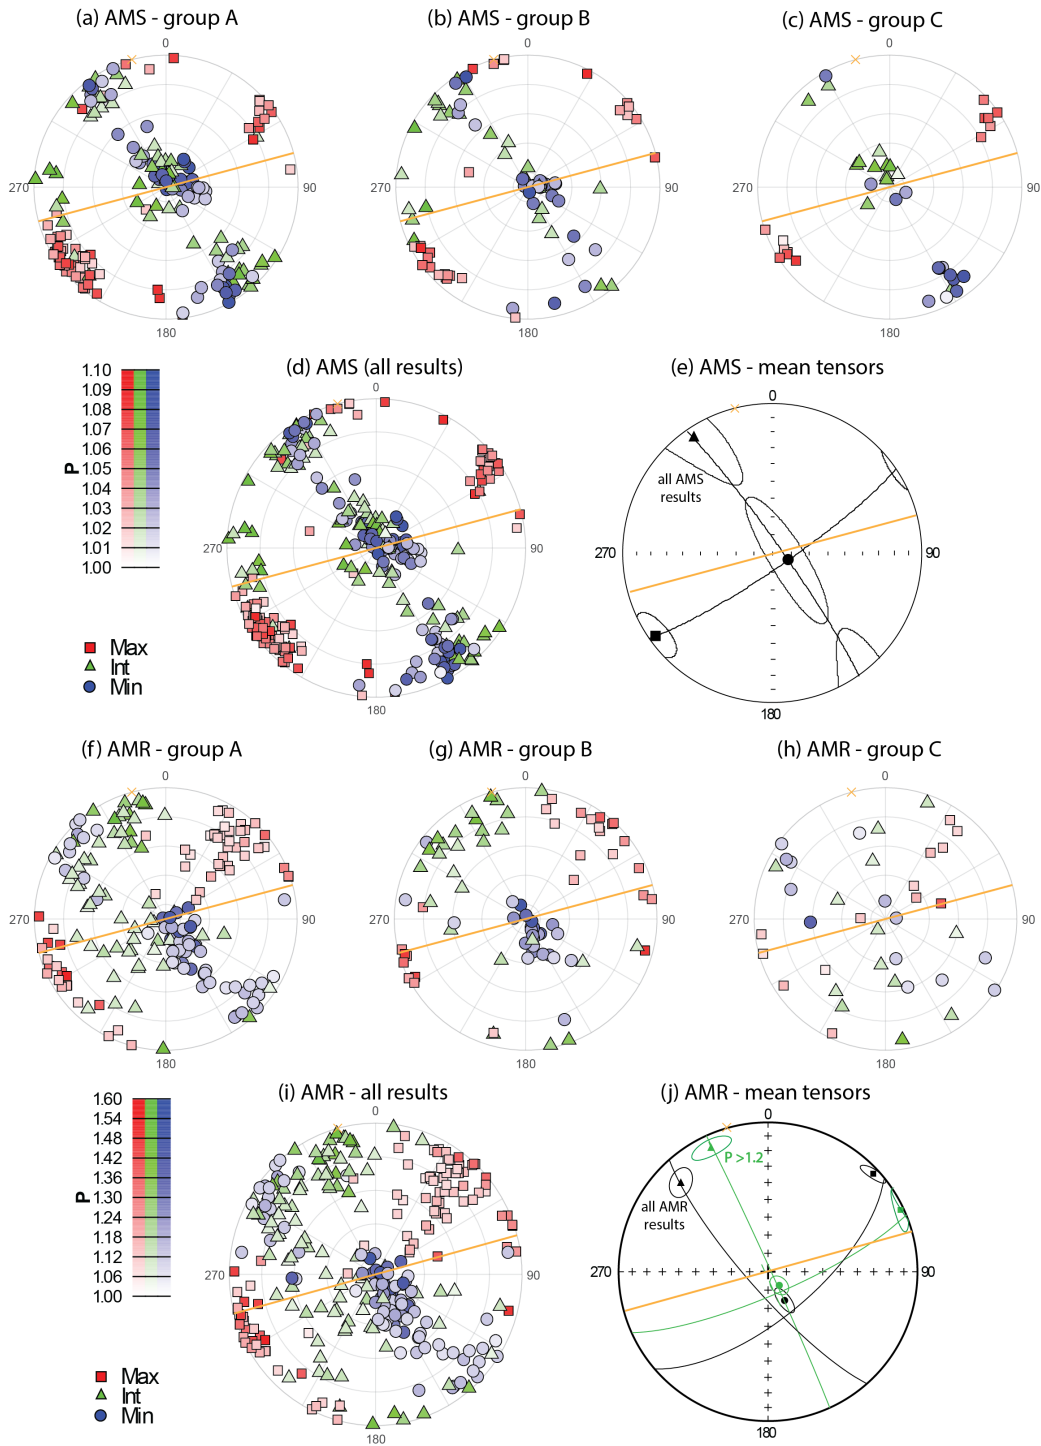 (a) AMS - group A
(b) AMS - group B
(c) AMS - group C
0
0
0
270
90
270
90
270
90
180
180
180
(d) AMS (all results)
(e) AMS - mean tensors
P
1.10
1.09
1.08
1.07
1.06
1.05
1.04
1.03
1.02
1.01
1.00
Max
Int
Min
0
270
90
180
0
all AMS
results
270
90
180
(f) AMR - group A
(g) AMR - group B
(h) AMR - group C
0
0
0
270
90
270
90
270
90
180
180
180
(i) AMR - all results
(j) AMR - mean tensors
P
1.60
1.54
1.48
1.42
1.36
1.30
1.24
1.18
1.12
1.06
1.00
Max
Int
Min
0
270
90
180
0
P >1.2
all AMR
results
270
90
180